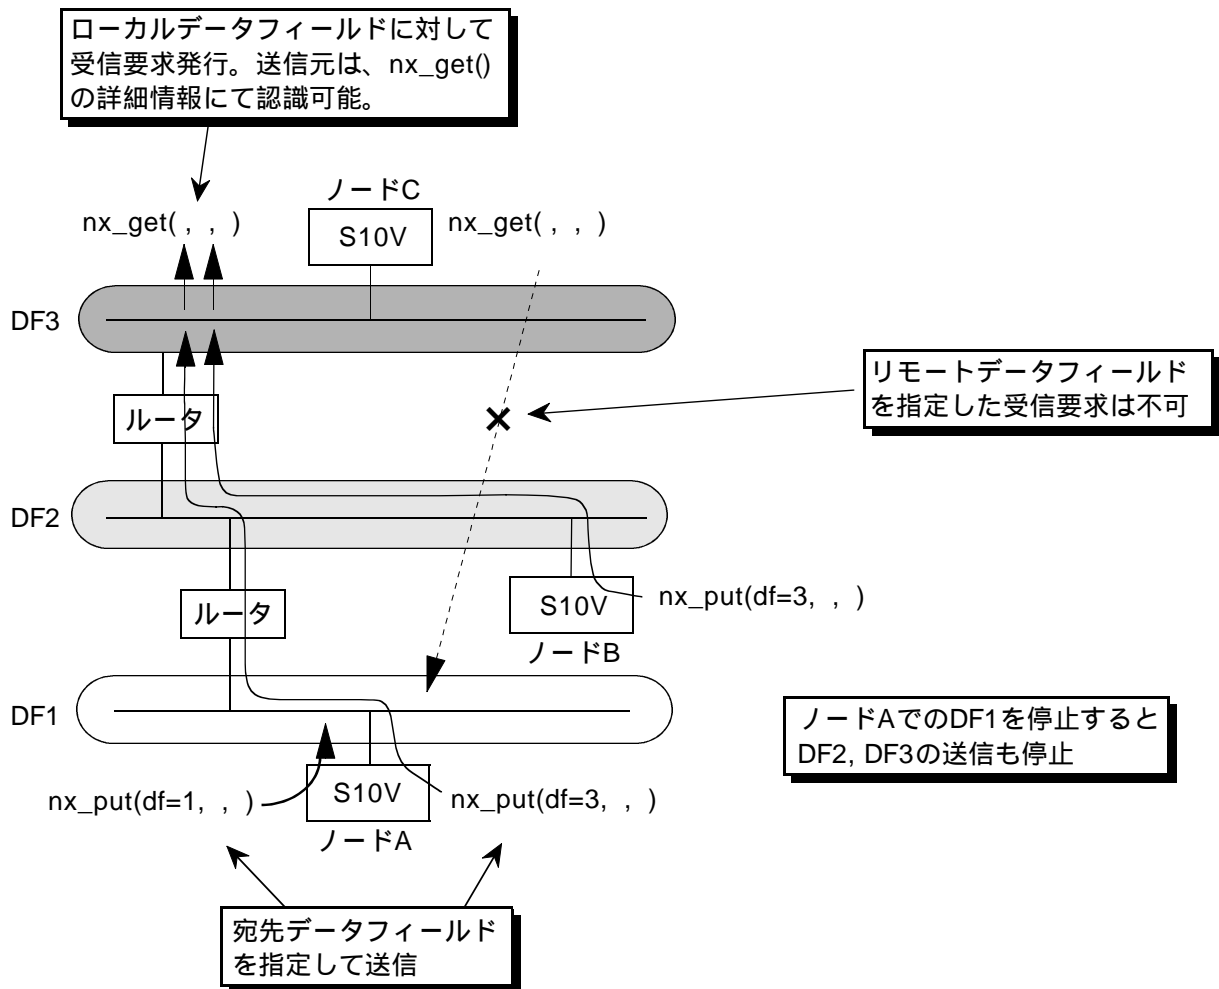 ローカルデータフィールドに対して
受信要求発行。送信元は、nx_get()
の詳細情報にて認識可能。
ノードC
nx_get( , , )
S10V
nx_get( , , )
DF3
リモートデータフィールド
を指定した受信要求は不可
ルータ
DF2
ルータ
S10V
nx_put(df=3, , )
ノードB
DF1
ノードAでのDF1を停止すると
DF2, DF3の送信も停止
nx_put(df=1, , )
S10V
nx_put(df=3, , )
ノードA
宛先データフィールド
を指定して送信